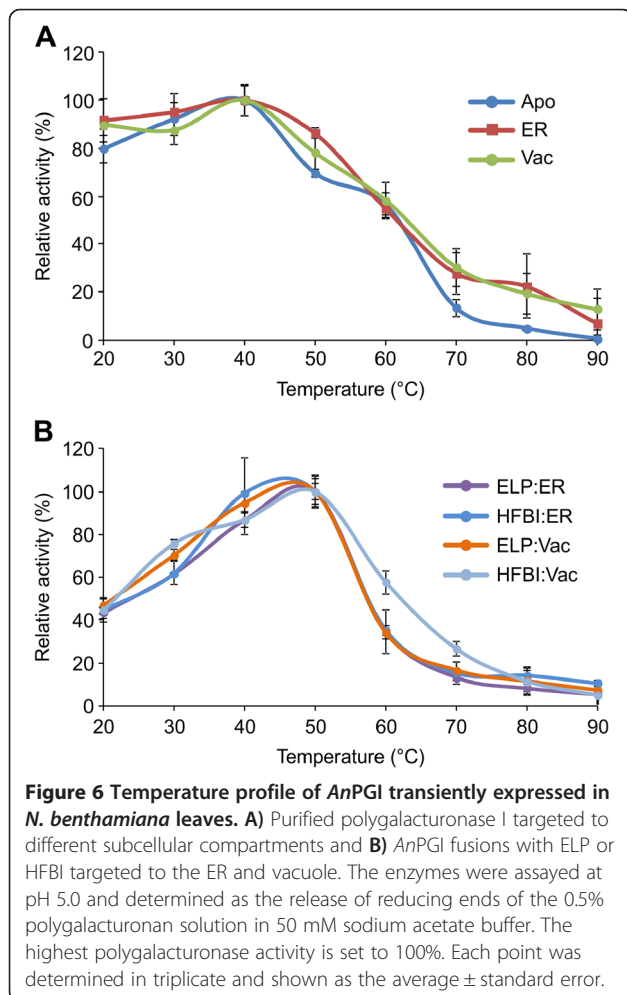 A
120
100
80
60
40
20
0
Relative activity (%)
Apo
ER
Vac
20 30 40 50 60 70 80 90
Temperature (°C)
B
120
100
80
60
40
20
0
Relative activity (%)
ELP:ER
HFBI:ER
ELP:Vac
HFBI:Vac
20 30 40 50 60 70 80 90
Temperature (°C)
Figure 6 Temperature profile of AnPGI transiently expressed in
N. benthamiana leaves. A) Purified polygalacturonase I targeted to
different subcellular compartments and B) AnPGI fusions with ELP or
HFBI targeted to the ER and vacuole. The enzymes were assayed at
pH 5.0 and determined as the release of reducing ends of the 0.5%
polygalacturonan solution in 50 mM sodium acetate buffer. The
highest polygalacturonase activity is set to 100%. Each point was
determined in triplicate and shown as the average ± standard error.